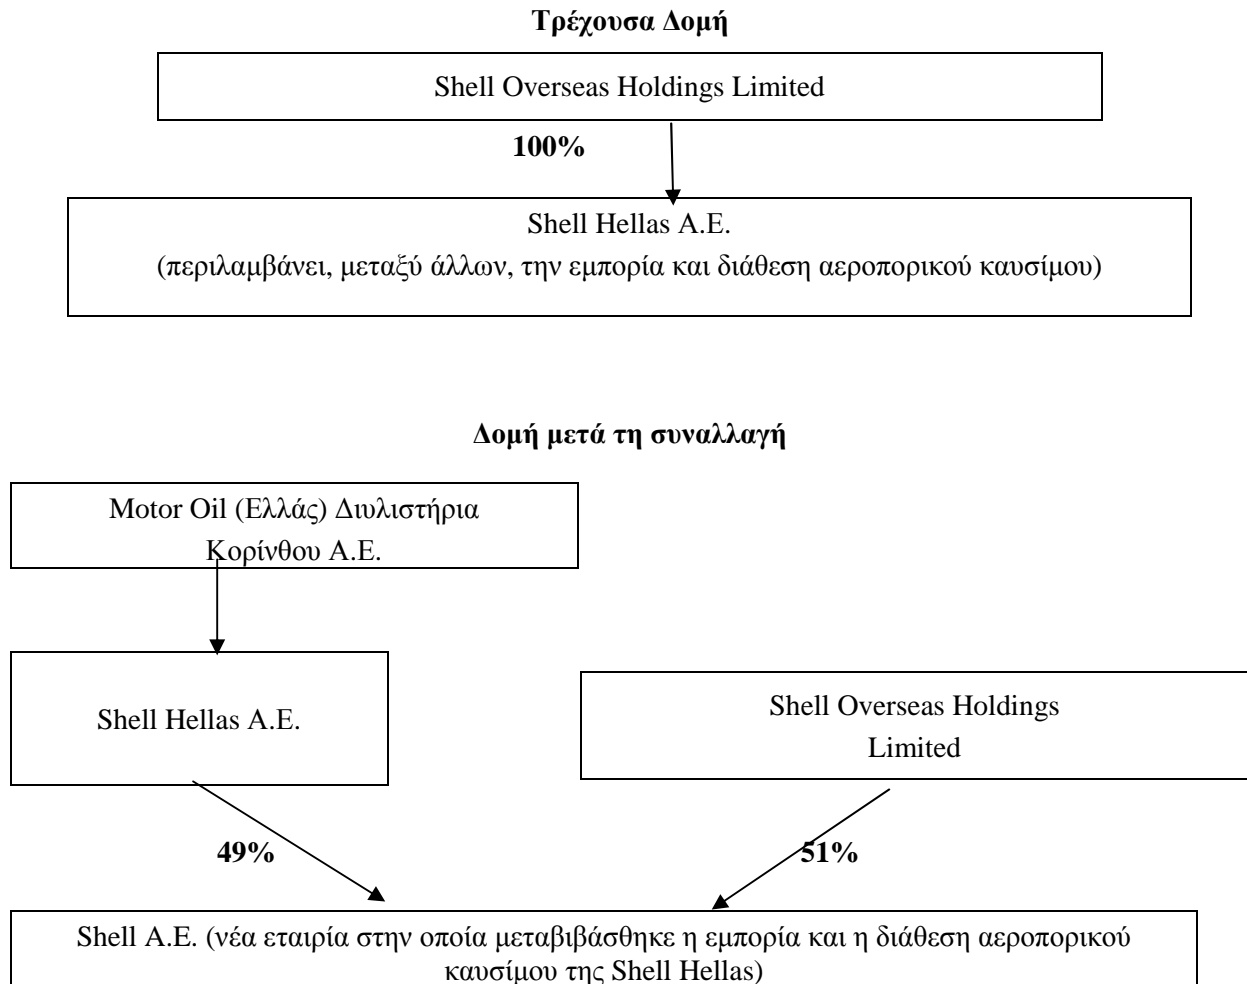 Τρέχουσα Δομή
Shell Overseas Holdings Limited
100%
Shell Hellas A.E.
(περιλαμβάνει, μεταξύ άλλων, την εμπορία και διάθεση αεροπορικού καυσίμου)
Δομή μετά τη συναλλαγή
Motor Oil (Ελλάς) Διυλιστήρια
Κορίνθου Α.Ε.
Shell Hellas A.E.
Shell Overseas Holdings
Limited
49%
51%
Shell A.E. (νέα εταιρία στην οποία μεταβιβάσθηκε η εμπορία και η διάθεση αεροπορικού
καυσίμου της Shell Hellas)